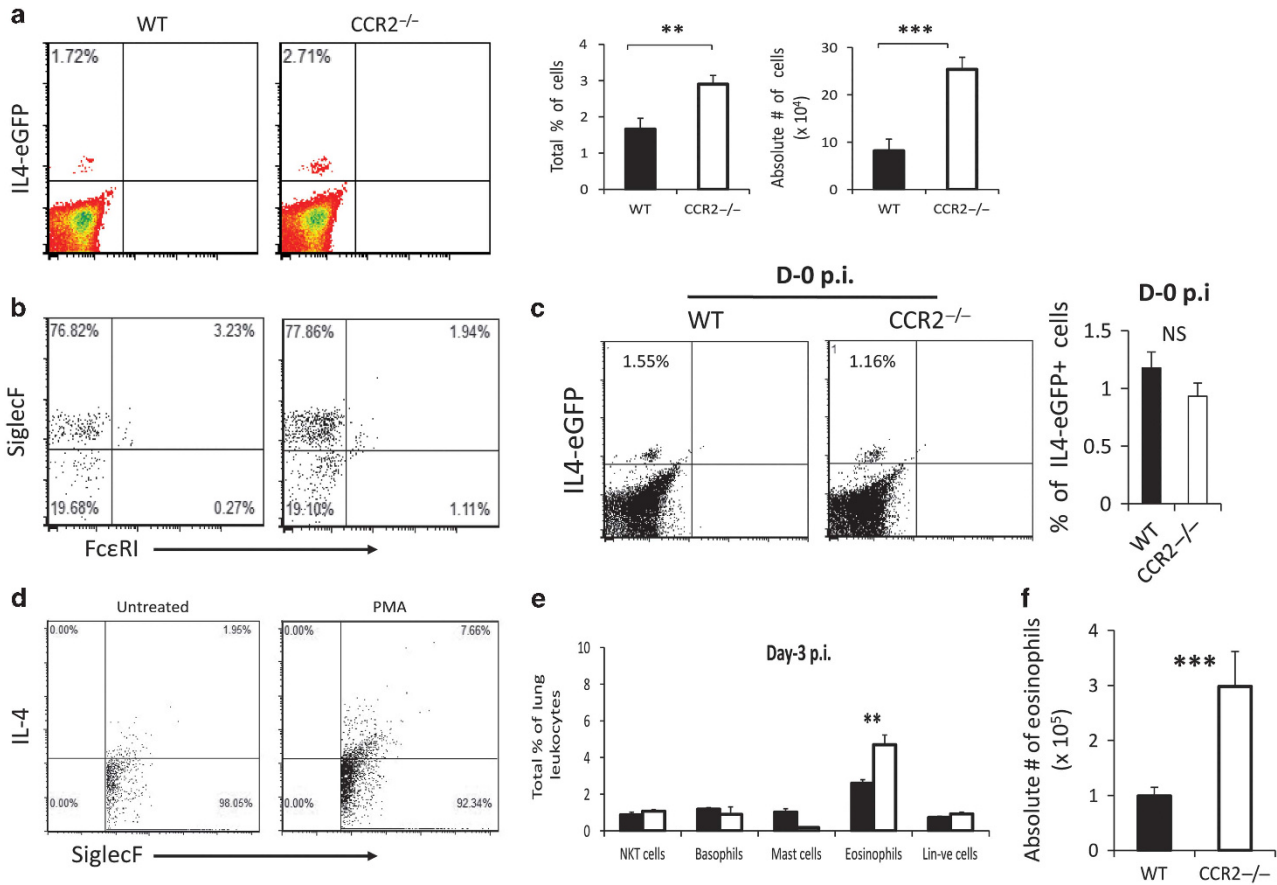 a
WT
CCR2−/−
1.72%
2.71%
IL4-eGFP
**
Total % of cells
4
3
2
1
0
WT
CCR2−/−
***
Absolute # of cells
(x 10⁴)
30
20
10
0
WT
CCR2−/−
b
76.82%
3.23%
19.68%
0.27%
77.86%
1.94%
19.10%
1.11%
SiglecF
FcεRI
c
D-0 p.i.
WT
CCR2−/−
1.55%
1
1.16%
IL4-eGFP
D-0 p.i
NS
% of IL4-eGFP+ cells
1.5
1
0.5
0
WT
CCR2−/−
d
Untreated
PMA
0.00%
1.95%
0.00%
98.05%
0.00%
7.66%
0.00%
92.34%
IL-4
SiglecF
e
Day-3 p.i.
Total % of lung
leukocytes
10
8
6
4
2
0
**
NKT cells
Basophils
Mast cells
Eosinophils
Lin-ve cells
f
Absolute # of eosinophils
(x 10⁵)
4
3
2
1
0
***
WT
CCR2−/−